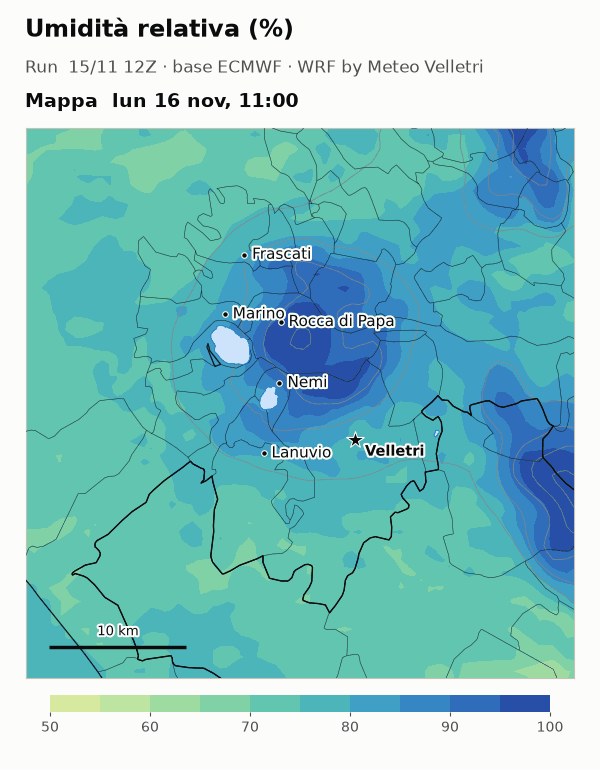 Umidità relativa (%)
Run  15/11 12Z · base ECMWF · WRF by Meteo Velletri
Mappa  lun 16 nov, 11:00
Frascati
Marino
Rocca di Papa
Nemi
Velletri
Lanuvio
10 km
50 60 70 80 90 100